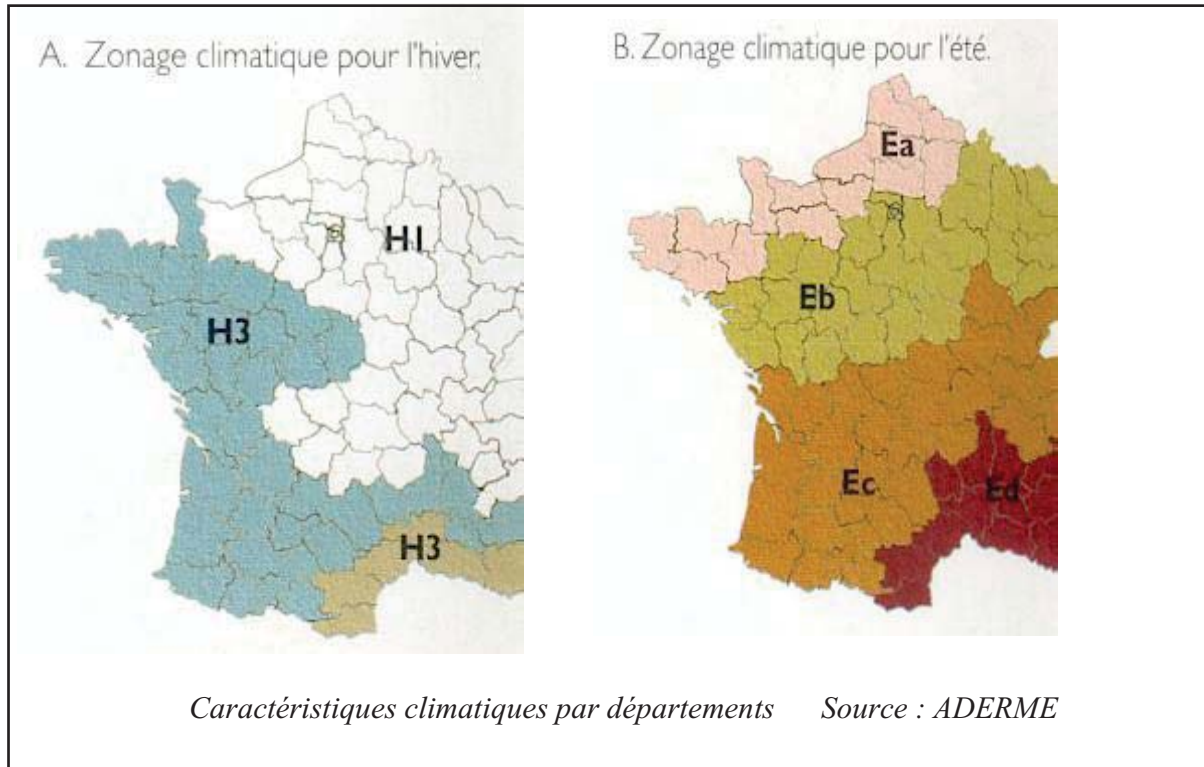 A. Zonage climatique pour l'hiver.
H1
H3
H3
B. Zonage climatique pour l'été.
Ea
Eb
Ec
Ed
Caractéristiques climatiques par départements Source : ADERME